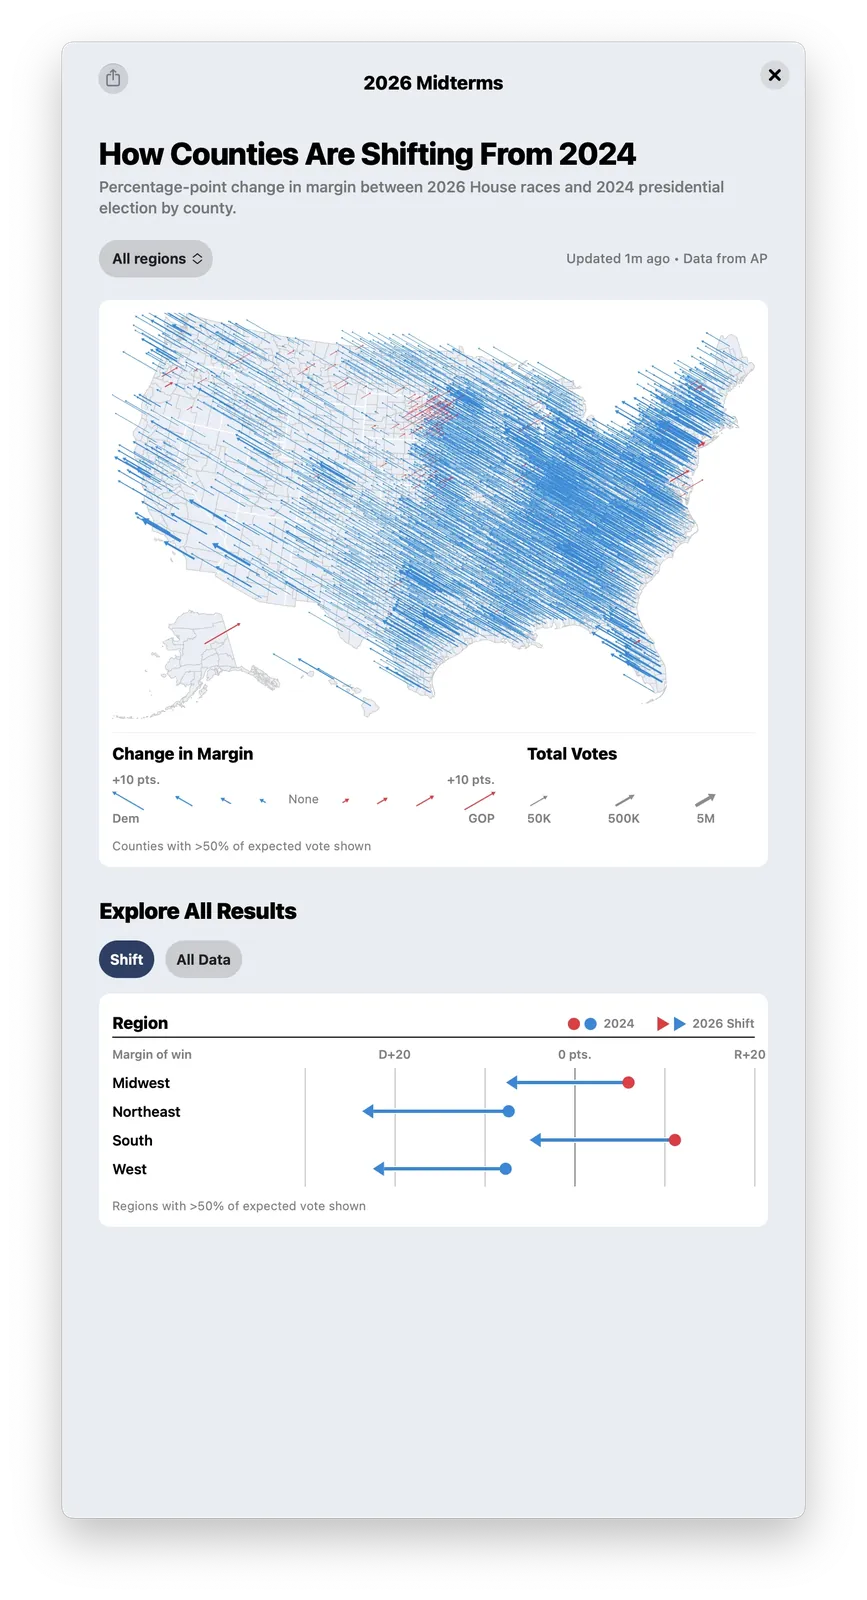 2026 Midterms
How Counties Are Shifting From 2024
Percentage-point change in margin between 2026 House races and 2024 presidential
election by county.
All regions
Updated 1m ago • Data from AP
Change in Margin
Total Votes
+10 pts.
+10 pts.
None
Dem
GOP
50K
500K
5M
Counties with >50% of expected vote shown
Explore All Results
Shift
All Data
Region
2024
2026 Shift
Margin of win
D+20
0 pts.
R+20
Midwest
Northeast
South
West
Regions with >50% of expected vote shown